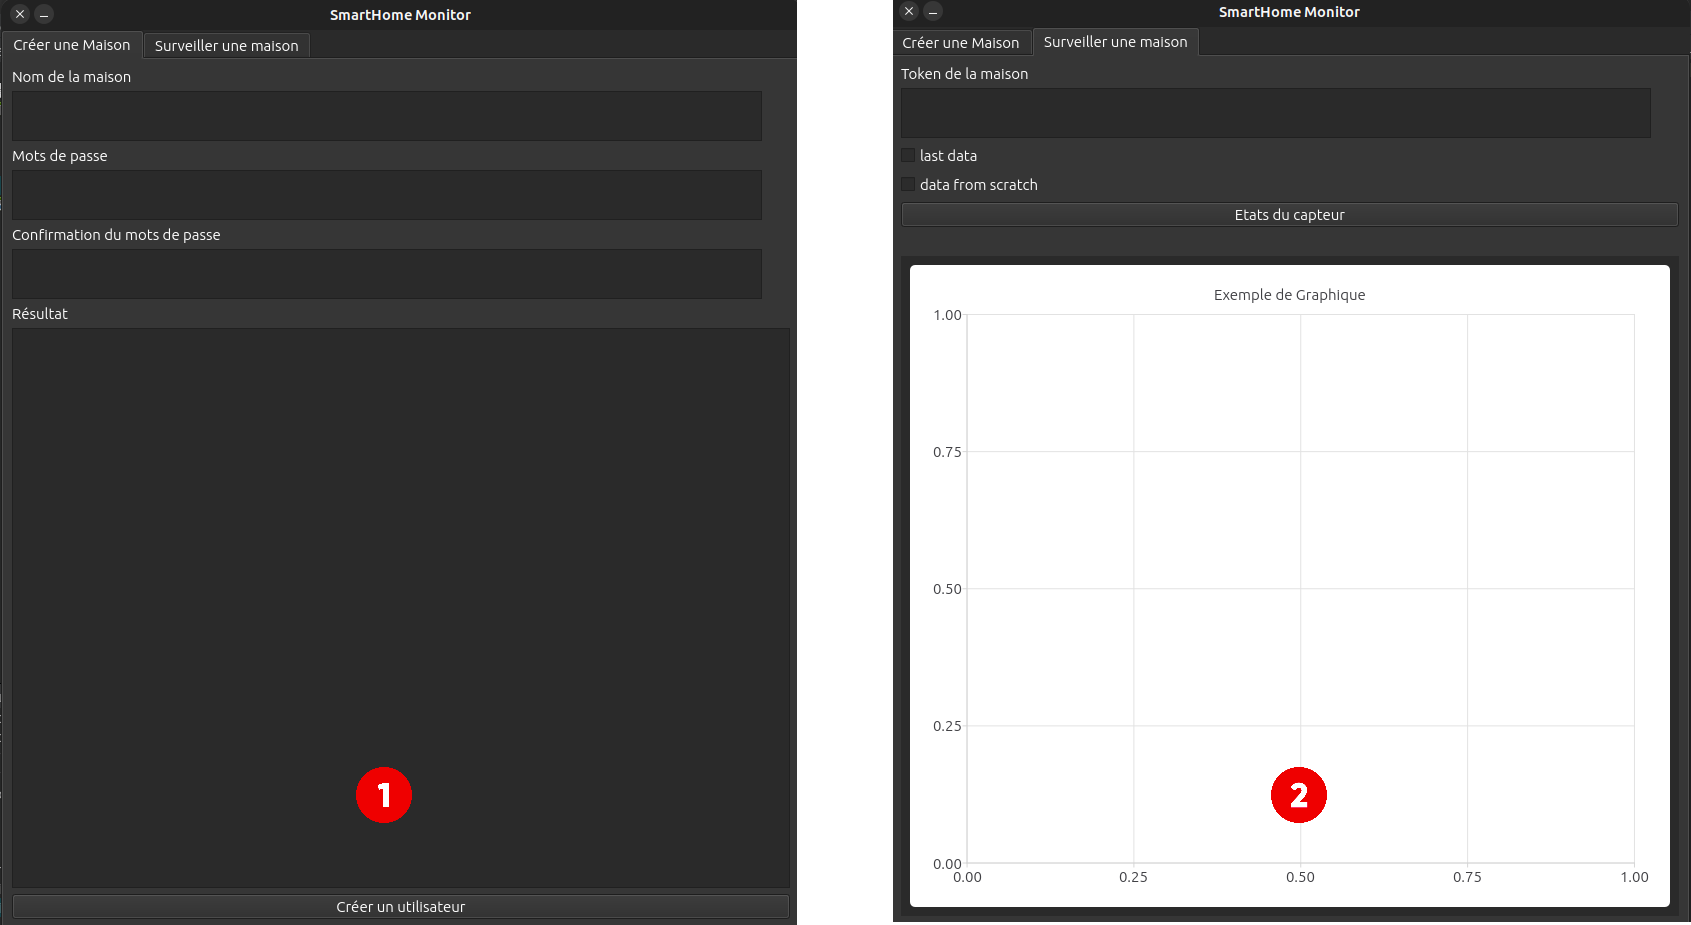 SmartHome Monitor
Créer une Maison
Surveiller une maison
Nom de la maison
Mots de passe
Confirmation du mots de passe
Résultat
1
Créer un utilisateur
SmartHome Monitor
Créer une Maison
Surveiller une maison
Token de la maison
last data
data from scratch
Etats du capteur
Exemple de Graphique
1.00
0.75
0.50
0.25
2
0.00
0.00 0.25 0.50 0.75 1.00